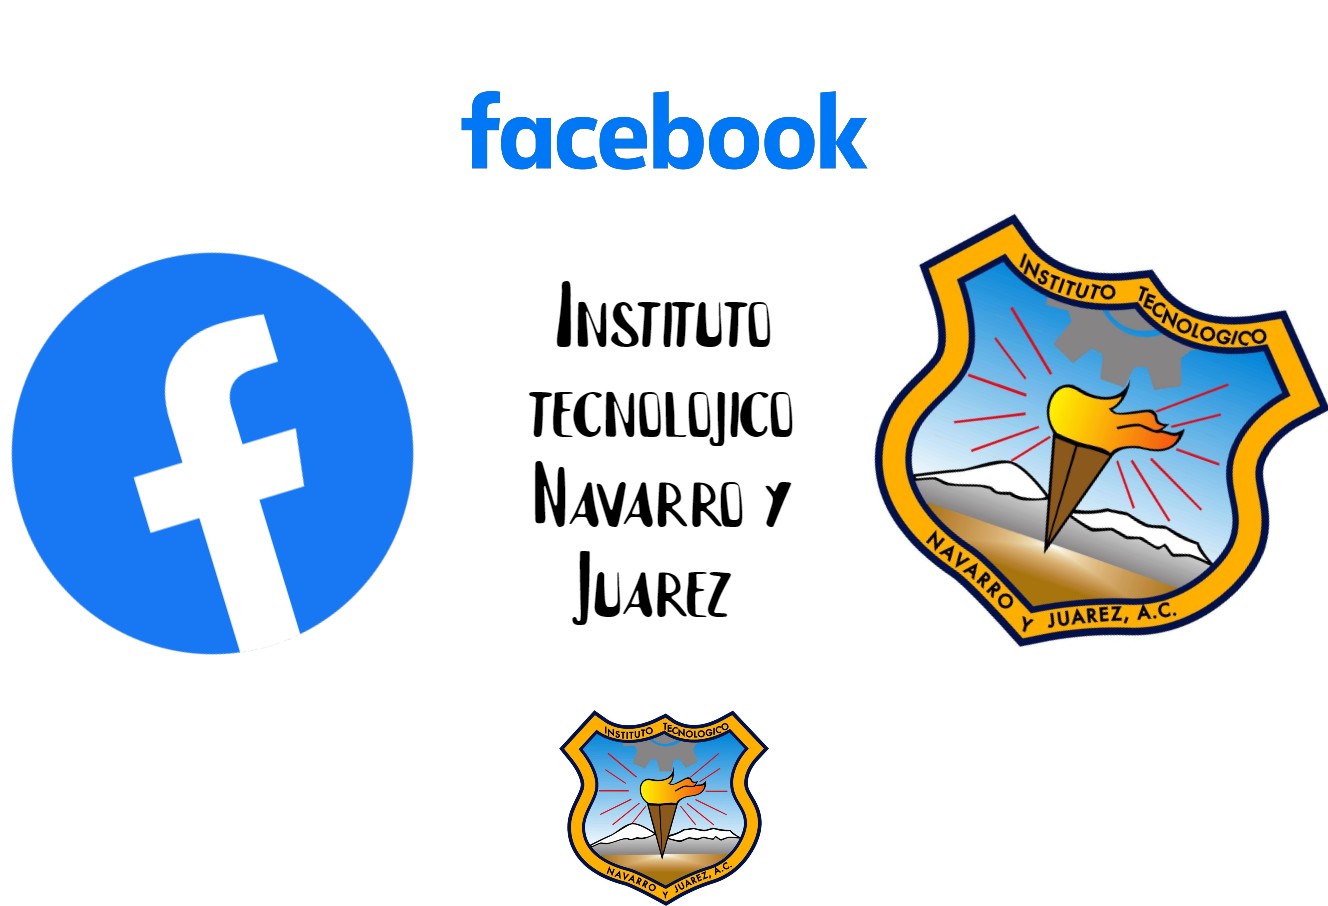 facebook
INSTITUTO TECNOLOGICO
INSTITUTO
TECNOLOJICO
NAVARRO Y
JUAREZ
NAVARRO Y JUAREZ, A.C.
INSTITUTO TECNOLOGICO
NAVARRO Y JUAREZ, A.C.